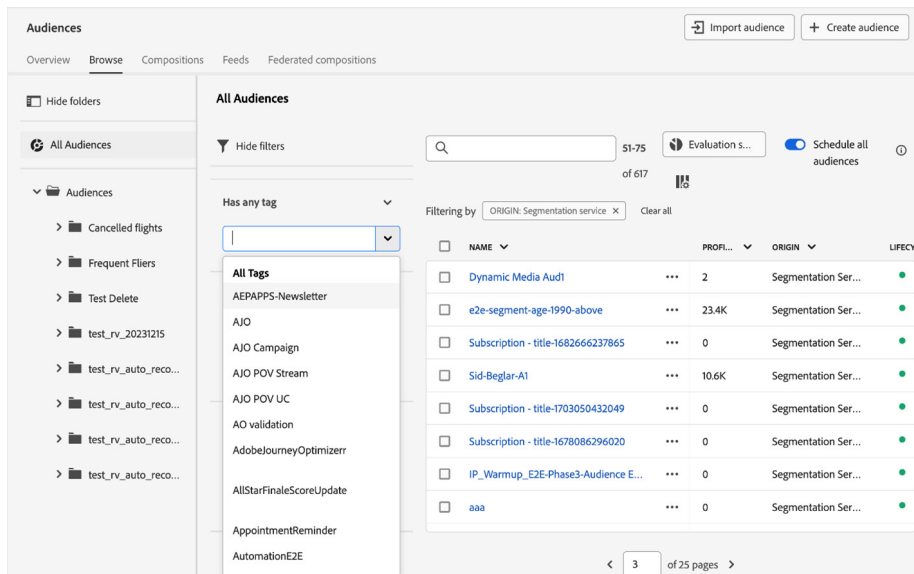 Audiences
Import audience
Create audience
Overview Browse Compositions Feeds Federated compositions
Hide folders
All Audiences
Audiences
Cancelled flights
Frequent Fliers
Test Delete
test_rv_20231215
test_rv_auto_reco...
test_rv_auto_reco...
test_rv_auto_reco...
test_rv_auto_reco...
All Audiences
Hide filters
Has any tag
All Tags
AEPAPPS-Newsletter
AJO
AJO Campaign
AJO POV Stream
AJO POV UC
AO validation
AdobeJourneyOptimizerr
AllStarFinaleScoreUpdate
AppointmentReminder
AutomationE2E
51-75
of 617
Evaluation s...
Schedule all
audiences
Filtering by ORIGIN: Segmentation service Clear all
NAME PROFI... ORIGIN LIFECY
Dynamic Media Aud1 ... 2 Segmentation Ser...
e2e-segment-age-1990-above ... 23.4K Segmentation Ser...
Subscription - title-1682666237865 ... 0 Segmentation Ser...
Sid-Beglar-A1 ... 10.6K Segmentation Ser...
Subscription - title-1703050432049 ... 0 Segmentation Ser...
Subscription - title-1678086296020 ... 0 Segmentation Ser...
IP_Warmup_E2E-Phase3-Audience E... ... 0 Segmentation Ser...
aaa ... 0 Segmentation Ser...
3 of 25 pages